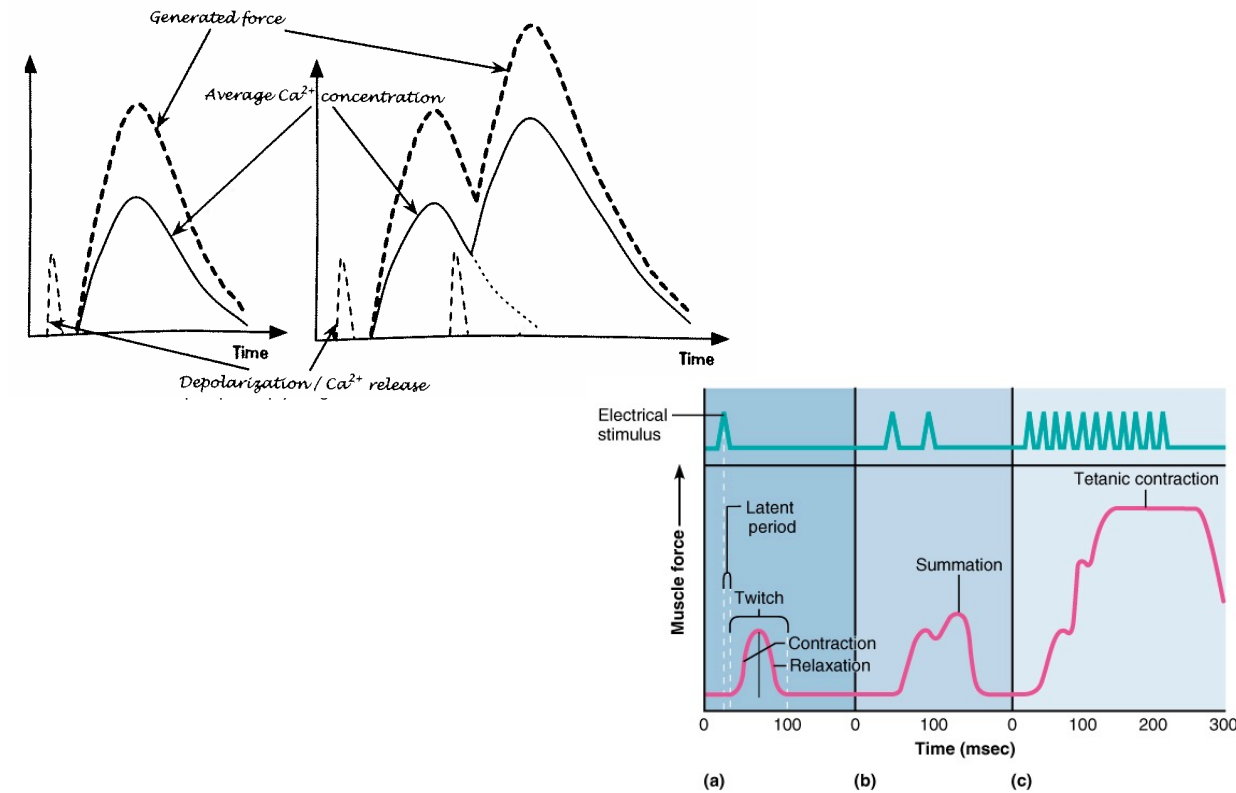 Generated force
Average Ca²⁺ concentration
Time
Time
Depolarization / Ca²⁺ release
Electrical
stimulus
Tetanic contraction
Latent
period
Summation
Twitch
Contraction
Relaxation
Muscle force
0
100
0
100
0
100
200
300
Time (msec)
(a)
(b)
(c)